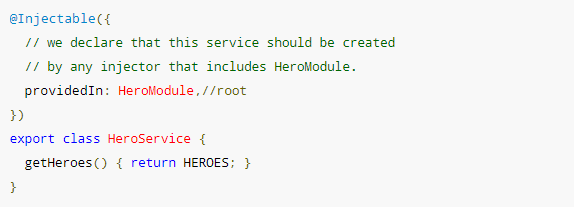 @Injectable({
  // we declare that this service should be created
  // by any injector that includes HeroModule.
  providedIn: HeroModule,//root
})
export class HeroService {
  getHeroes() { return HEROES; }
}